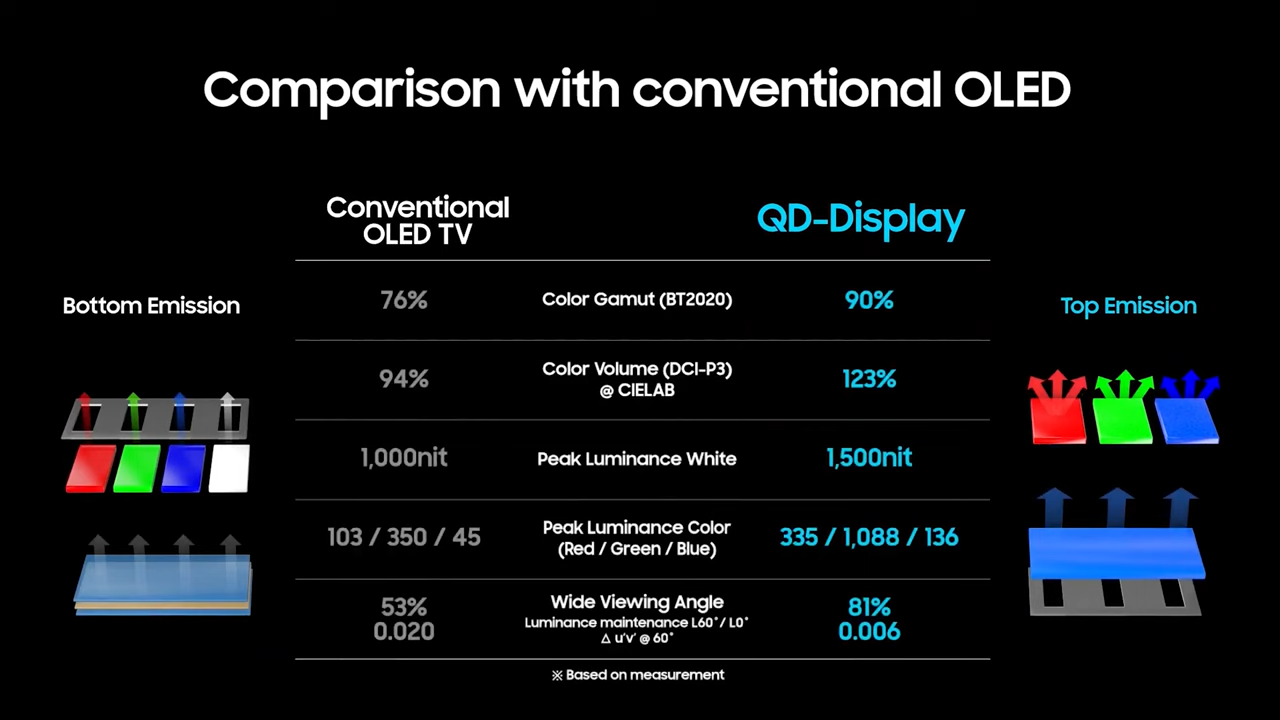 Comparison with conventional OLED
Conventional
OLED TV
QD-Display
Bottom Emission
Top Emission
76%
Color Gamut (BT2020)
90%
94%
Color Volume (DCI-P3)
@ CIELAB
123%
1,000nit
Peak Luminance White
1,500nit
103 / 350 / 45
Peak Luminance Color
(Red / Green / Blue)
335 / 1,088 / 136
53%
0.020
Wide Viewing Angle
Luminance maintenance L60˚/ L0˚
Δ u′v′ @ 60˚
81%
0.006
※ Based on measurement